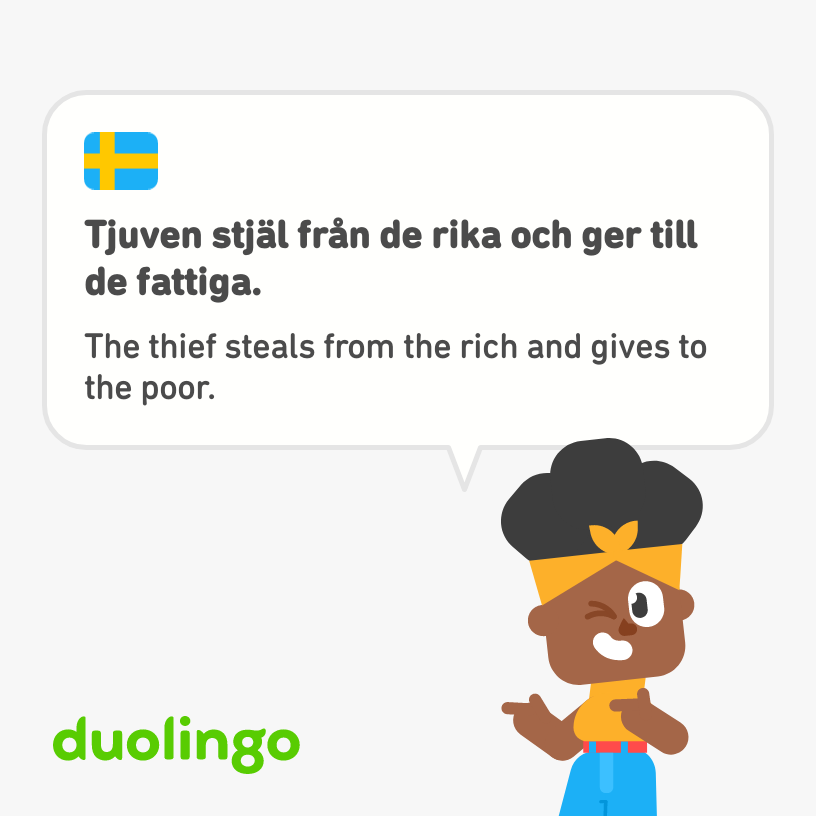 Tjuven stjäl från de rika och ger till
de fattiga.
The thief steals from the rich and gives to
the poor.
duolingo